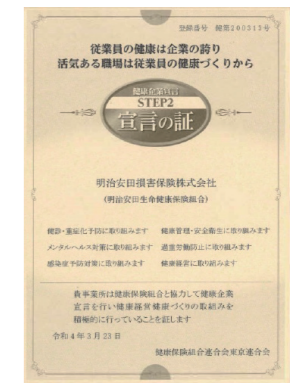 登録番号 健第200513号
従業員の健康は企業の誇り
活気ある職場は従業員の健康づくりから
健康企業宣言
STEP2
宣言の証
明治安田損害保険株式会社
(明治安田生命健康保険組合)
健診・重症化予防に取り組みます 健康管理・安全衛生に取り組みます
メンタルヘルス対策に取り組みます 過重労働防止に取り組みます
感染症予防対策に取り組みます 健康経営に取り組みます
貴事業所は健康保険組合と協力して健康企業
宣言を行い健康経営健康づくりの取組みを
積極的に行っていることを証します
令和4年3月23日
健康保険組合連合会東京連合会